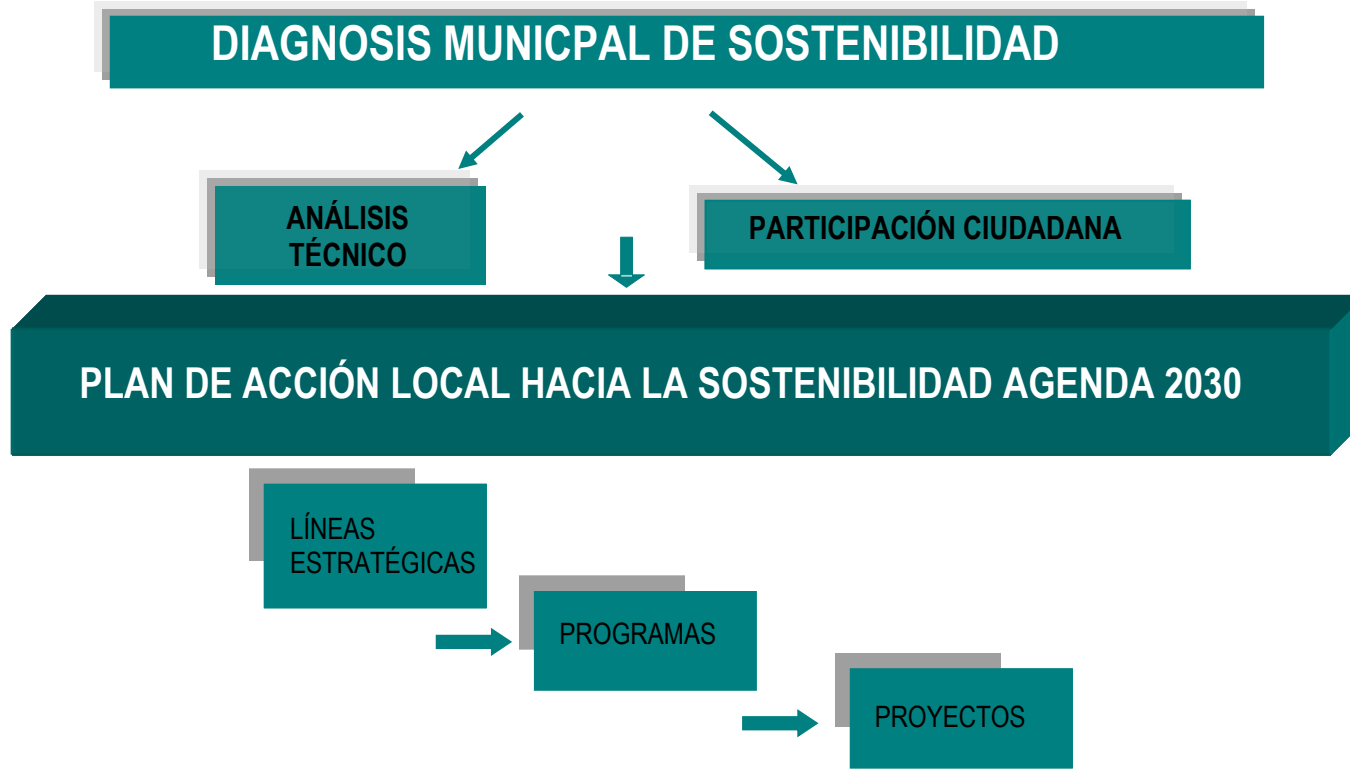 DIAGNOSIS MUNICPAL DE SOSTENIBILIDAD
ANÁLISIS
TÉCNICO
PARTICIPACIÓN CIUDADANA
PLAN DE ACCIÓN LOCAL HACIA LA SOSTENIBILIDAD AGENDA 2030
LÍNEAS
ESTRATÉGICAS
PROGRAMAS
PROYECTOS